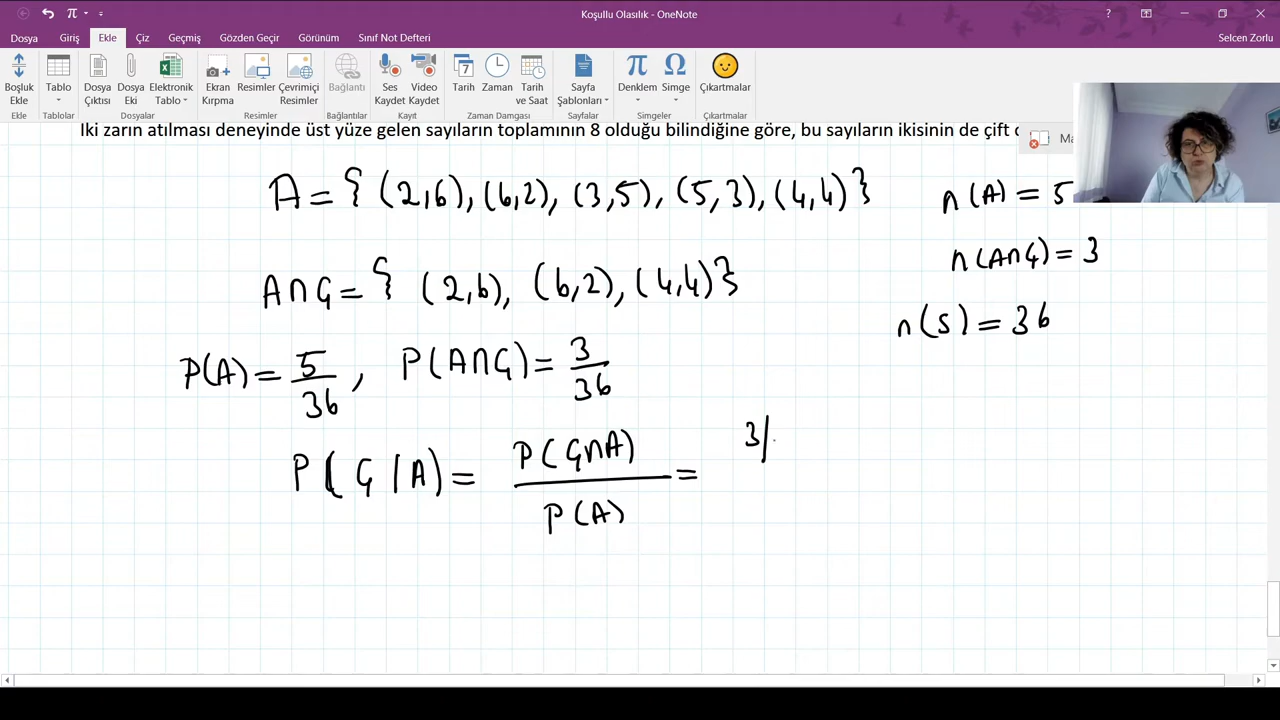 Koşullu Olasılık - OneNote
Dosya Giriş Ekle Çiz Geçmiş Gözden Geçir Görünüm Sınıf Not Defteri Selcen Zorlu
Boşluk Ekle Tablo Dosya Çıktısı Dosya Eki Elektronik Tablo Ekran Kırpma Resimler Çevrimiçi Resimler Bağlantı Ses Kaydet Video Kaydet Tarih Zaman Tarih ve Saat Sayfa Şablonları Denklem Simge Çıkartmalar
Ekle Tablolar Dosyalar Resimler Bağlantılar Kayıt Zaman Damgası Sayfalar Simgeler Çıkartmalar
İki zarın atılması deneyinde üst yüze gelen sayıların toplamının 8 olduğu bilindiğine göre, bu sayıların ikisinin de çift
A = { (2,6), (6,2), (3,5), (5,3), (4,4) } n(A) = 5
n(A∩G) = 3
A∩G = { (2,6), (6,2), (4,4) }
n(S) = 36
P(A) = 5/36 , P(A∩G) = 3/36
P(G|A) = P(G∩A)/P(A) = 3/